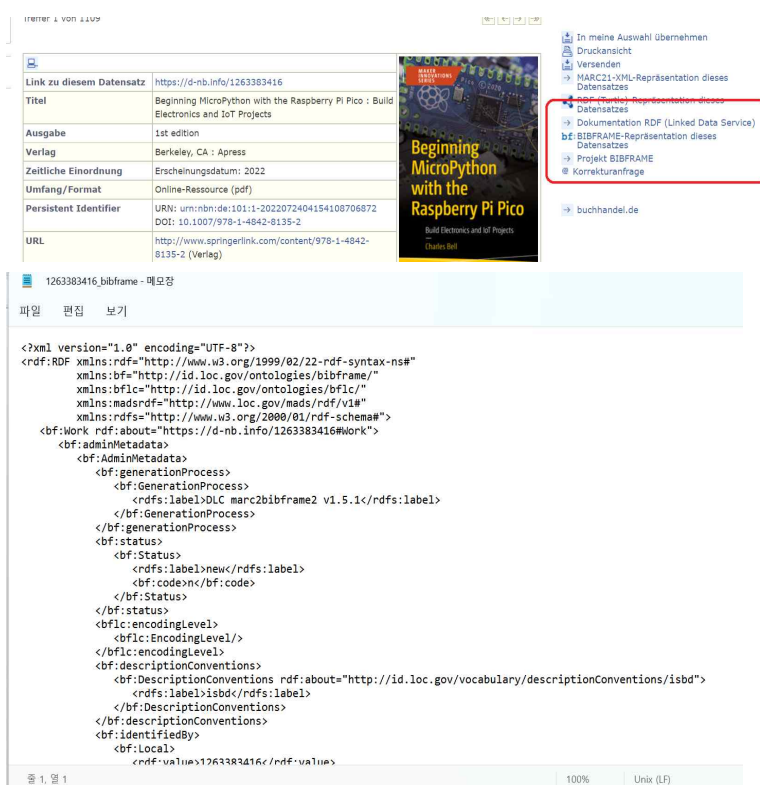 Treffer 1 von 1109
In meine Auswahl übernehmen
Druckansicht
Versenden
MARC21-XML-Repräsentation dieses
Datensatzes
RDF (Turtle)-Repräsentation dieses
Datensatzes
Dokumentation RDF (Linked Data Service)
bf: BIBFRAME-Repräsentation dieses
Datensatzes
Projekt BIBFRAME
@ Korrekturanfrage
buchhandel.de
Link zu diesem Datensatz https://d-nb.info/1263383416
Titel Beginning MicroPython with the Raspberry Pi Pico : Build
Electronics and IoT Projects
Ausgabe 1st edition
Verlag Berkeley, CA : Apress
Zeitliche Einordnung Erscheinungsdatum: 2022
Umfang/Format Online-Ressource (pdf)
Persistent Identifier URN: urn:nbn:de:101:1-2022072404154108706872
DOI: 10.1007/978-1-4842-8135-2
URL http://www.springerlink.com/content/978-1-4842-
8135-2 (Verlag)
MAKER
INNOVATIONS
SERIES
Beginning
MicroPython
with the
Raspberry Pi Pico
Build Electronics and IoT Projects
Charles Bell
1263383416_bibframe - 메모장
파일 편집 보기
<?xml version="1.0" encoding="UTF-8"?>
<rdf:RDF xmlns:rdf="http://www.w3.org/1999/02/22-rdf-syntax-ns#"
xmlns:bf="http://id.loc.gov/ontologies/bibframe/"
xmlns:bflc="http://id.loc.gov/ontologies/bflc/"
xmlns:madsrdf="http://www.loc.gov/mads/rdf/v1#"
xmlns:rdfs="http://www.w3.org/2000/01/rdf-schema#">
<bf:Work rdf:about="https://d-nb.info/1263383416#Work">
<bf:adminMetadata>
<bf:AdminMetadata>
<bf:generationProcess>
<bf:GenerationProcess>
<rdfs:label>DLC marc2bibframe2 v1.5.1</rdfs:label>
</bf:GenerationProcess>
</bf:generationProcess>
<bf:status>
<bf:Status>
<rdfs:label>new</rdfs:label>
<bf:code>n</bf:code>
</bf:Status>
</bf:status>
<bflc:encodingLevel>
<bflc:EncodingLevel/>
</bflc:encodingLevel>
<bf:descriptionConventions>
<bf:DescriptionConventions rdf:about="http://id.loc.gov/vocabulary/descriptionConventions/isbd">
<rdfs:label>isbd</rdfs:label>
</bf:DescriptionConventions>
</bf:descriptionConventions>
<bf:identifiedBy>
<bf:Local>
<rdf:value>1263383416</rdf:value>
줄 1, 열 1 100% Unix (LF)